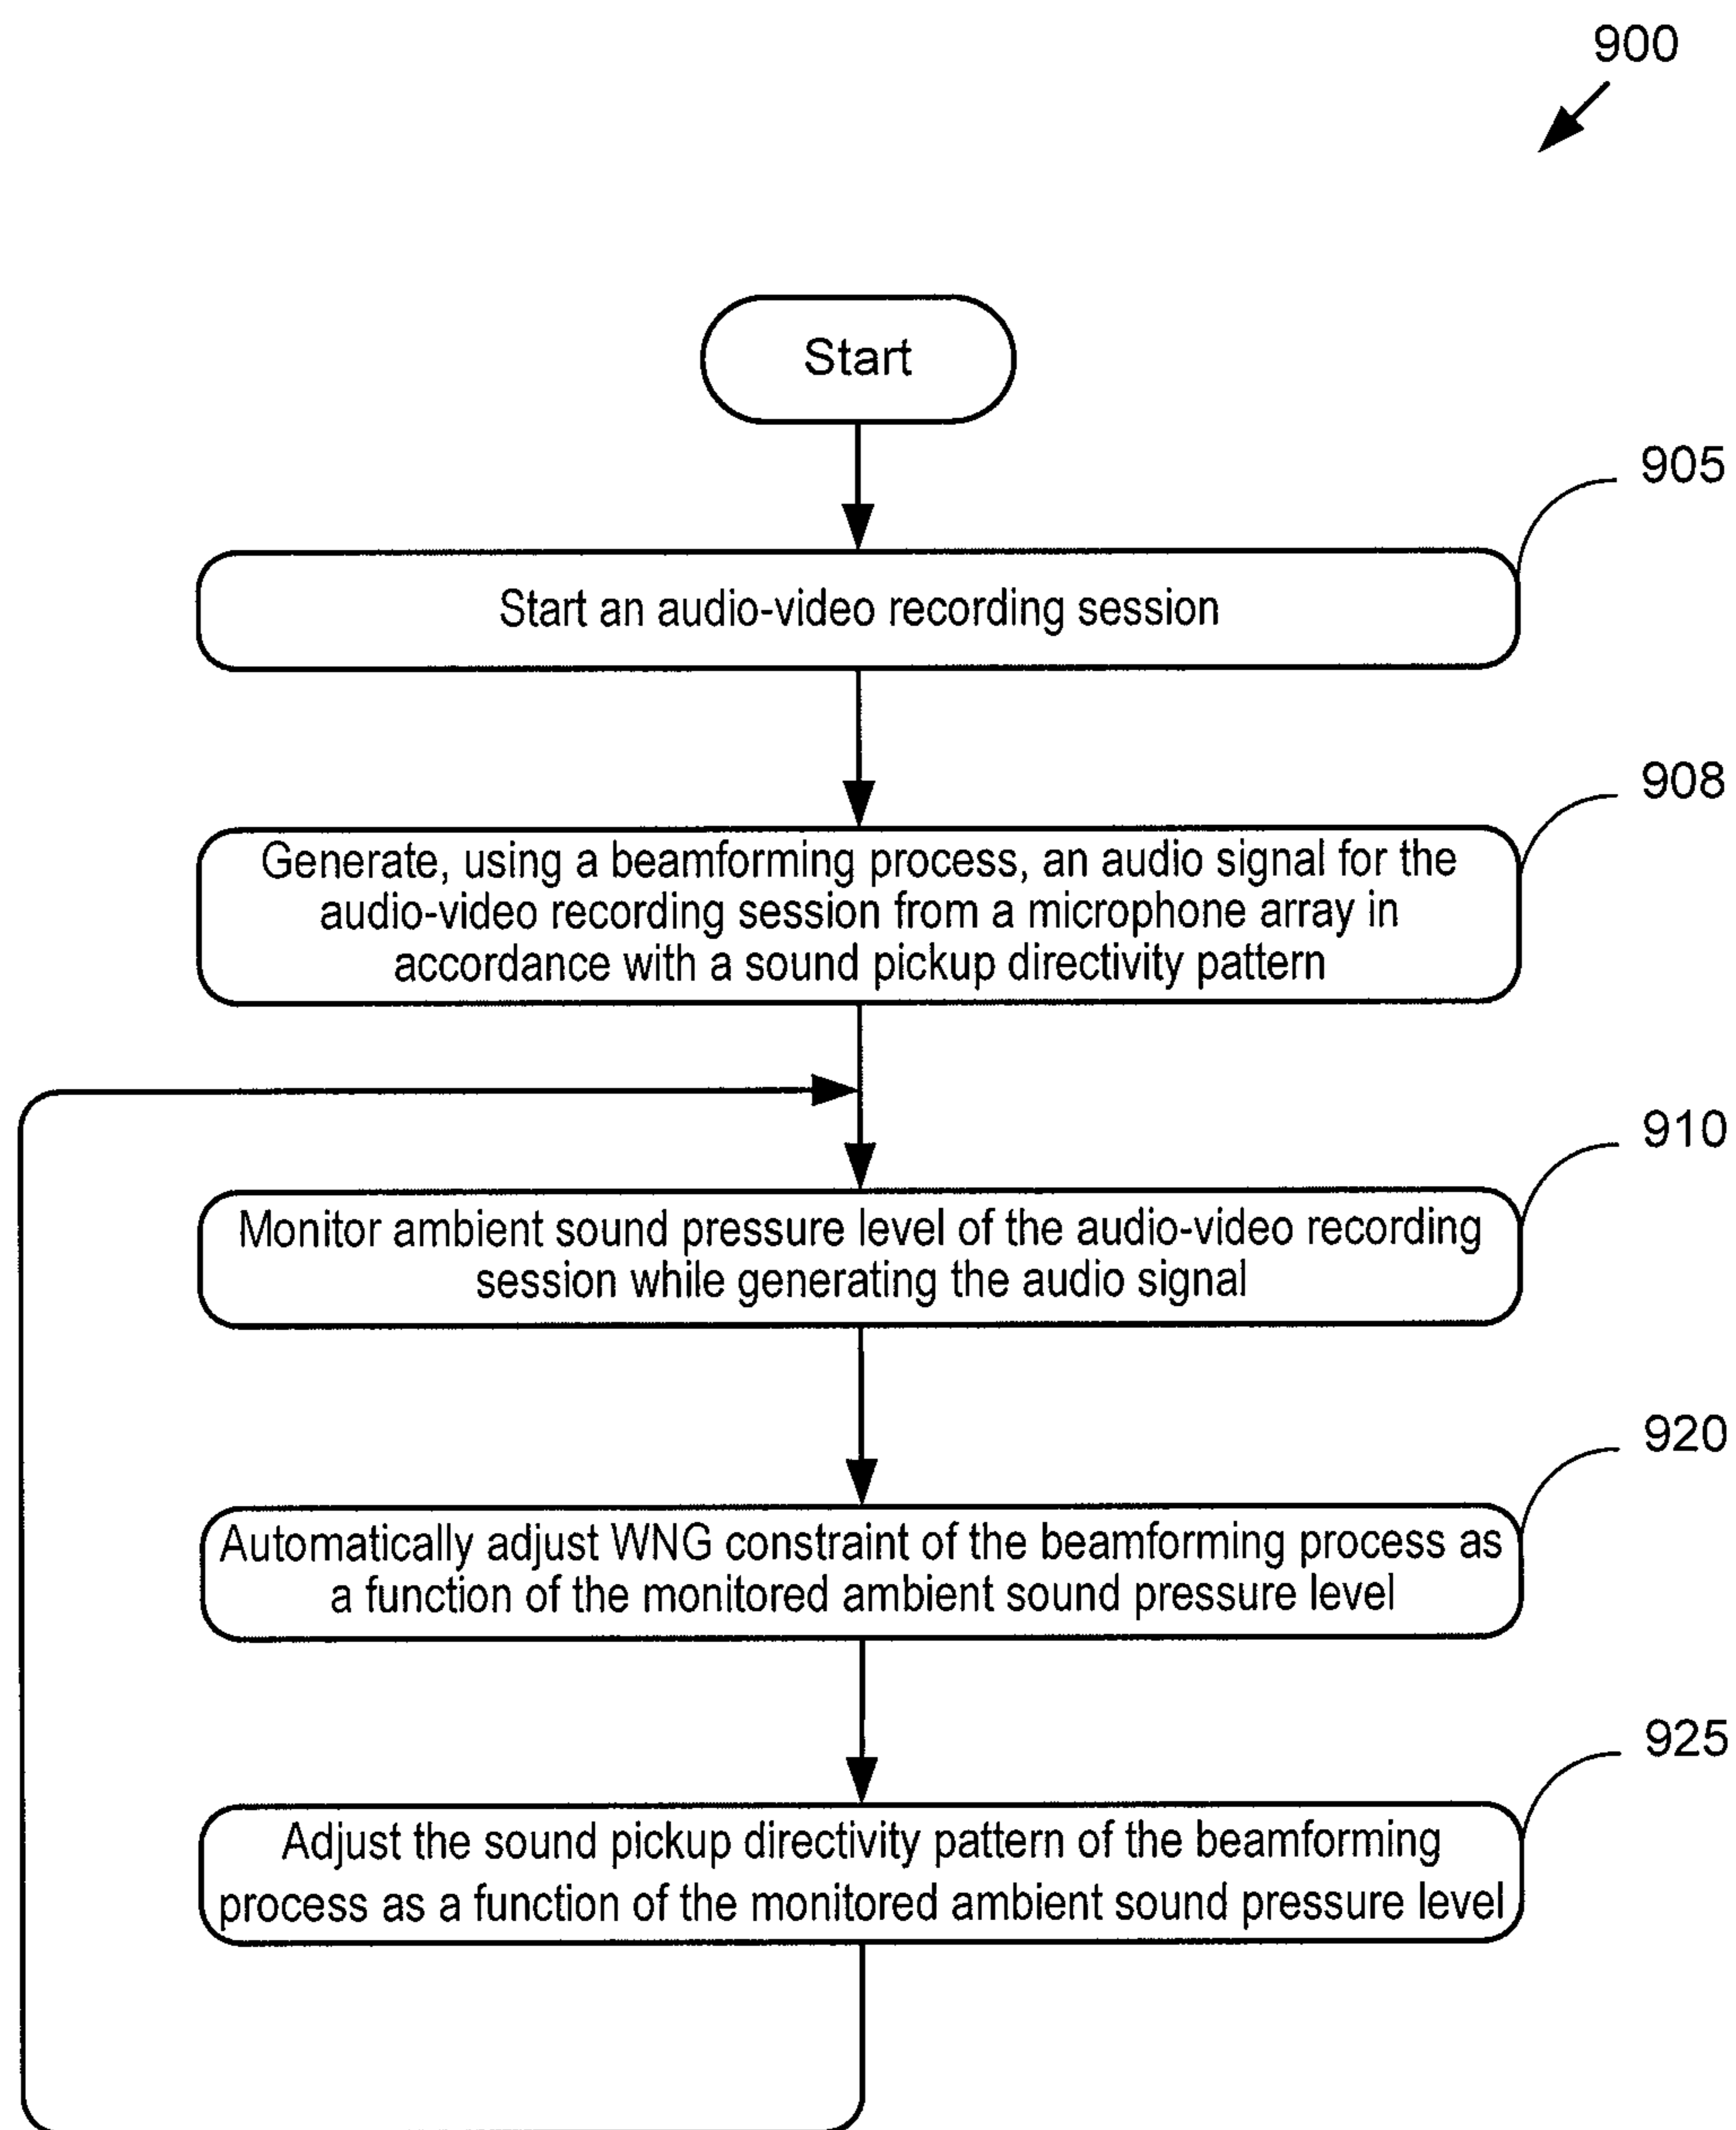 900
Start
905
Start an audio-video recording session
908
Generate, using a beamforming process, an audio signal for the
audio-video recording session from a microphone array in
accordance with a sound pickup directivity pattern
910
Monitor ambient sound pressure level of the audio-video recording
session while generating the audio signal
920
Automatically adjust WNG constraint of the beamforming process as
a function of the monitored ambient sound pressure level
925
Adjust the sound pickup directivity pattern of the beamforming
process as a function of the monitored ambient sound pressure level